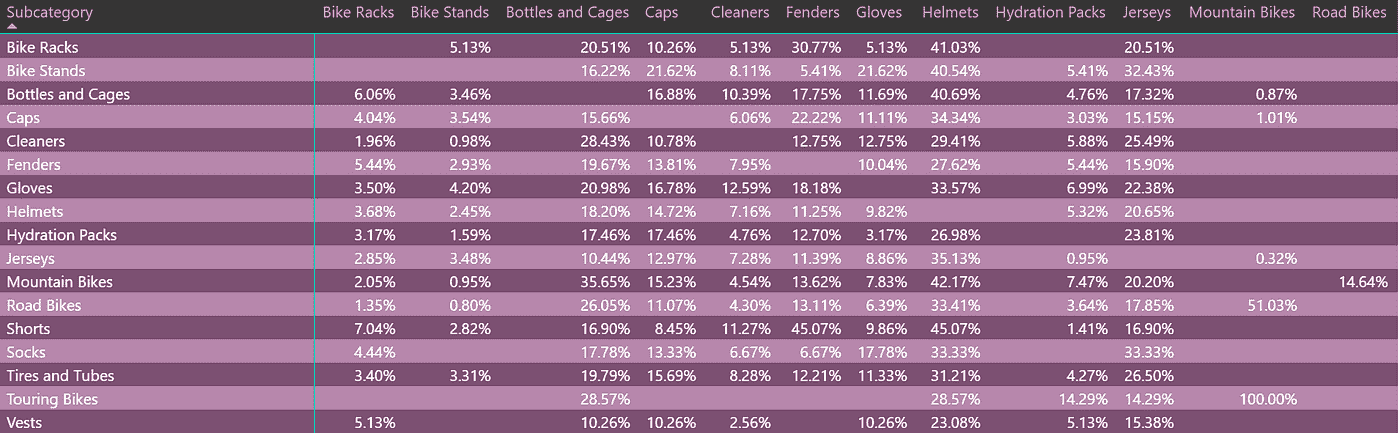 Subcategory Bike Racks Bike Stands Bottles and Cages Caps Cleaners Fenders Gloves Helmets Hydration Packs Jerseys Mountain Bikes Road Bikes
Bike Racks 5.13% 20.51% 10.26% 5.13% 30.77% 5.13% 41.03% 20.51%
Bike Stands 16.22% 21.62% 8.11% 5.41% 21.62% 40.54% 5.41% 32.43%
Bottles and Cages 6.06% 3.46% 16.88% 10.39% 17.75% 11.69% 40.69% 4.76% 17.32% 0.87%
Caps 4.04% 3.54% 15.66% 6.06% 22.22% 11.11% 34.34% 3.03% 15.15% 1.01%
Cleaners 1.96% 0.98% 28.43% 10.78% 12.75% 12.75% 29.41% 5.88% 25.49%
Fenders 5.44% 2.93% 19.67% 13.81% 7.95% 10.04% 27.62% 5.44% 15.90%
Gloves 3.50% 4.20% 20.98% 16.78% 12.59% 18.18% 33.57% 6.99% 22.38%
Helmets 3.68% 2.45% 18.20% 14.72% 7.16% 11.25% 9.82% 5.32% 20.65%
Hydration Packs 3.17% 1.59% 17.46% 17.46% 4.76% 12.70% 3.17% 26.98% 23.81%
Jerseys 2.85% 3.48% 10.44% 12.97% 7.28% 11.39% 8.86% 35.13% 0.95% 0.32%
Mountain Bikes 2.05% 0.95% 35.65% 15.23% 4.54% 13.62% 7.83% 42.17% 7.47% 20.20% 14.64%
Road Bikes 1.35% 0.80% 26.05% 11.07% 4.30% 13.11% 6.39% 33.41% 3.64% 17.85% 51.03%
Shorts 7.04% 2.82% 16.90% 8.45% 11.27% 45.07% 9.86% 45.07% 1.41% 16.90%
Socks 4.44% 17.78% 13.33% 6.67% 6.67% 17.78% 33.33% 33.33%
Tires and Tubes 3.40% 3.31% 19.79% 15.69% 8.28% 12.21% 11.33% 31.21% 4.27% 26.50%
Touring Bikes 28.57% 28.57% 14.29% 14.29% 100.00%
Vests 5.13% 10.26% 10.26% 2.56% 10.26% 23.08% 5.13% 15.38%